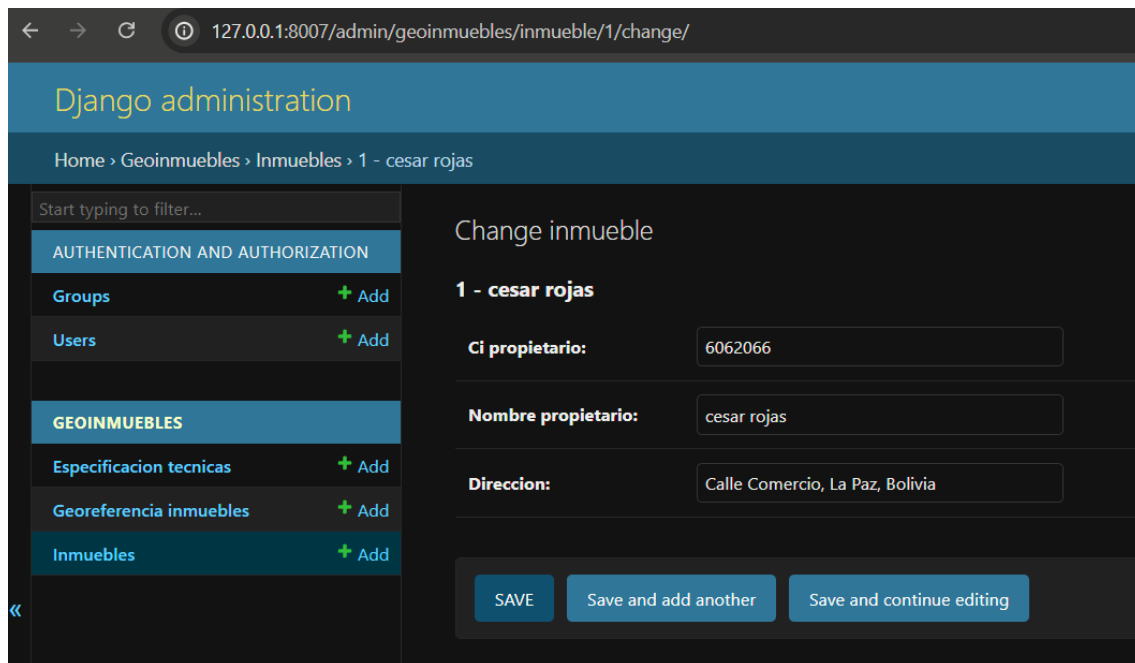 127.0.0.1:8007/admin/geoinmuebles/inmueble/1/change/
Django administration
Home › Geoinmuebles › Inmuebles › 1 - cesar rojas
Start typing to filter...
AUTHENTICATION AND AUTHORIZATION
Groups + Add
Users + Add
GEOINMUEBLES
Especificacion tecnicas + Add
Georeferencia inmuebles + Add
Inmuebles + Add
«
Change inmueble
1 - cesar rojas
Ci propietario: 6062066
Nombre propietario: cesar rojas
Direccion: Calle Comercio, La Paz, Bolivia
SAVE Save and add another Save and continue editing